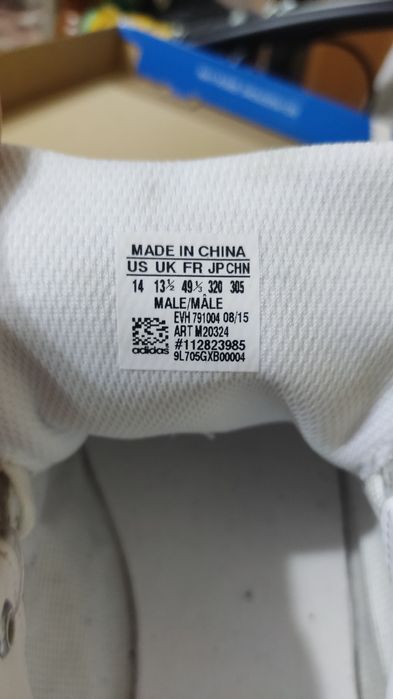 MADE IN CHINA
US UK FR JP CHN
14 13½ 49⅓ 320 305
MALE/MÂLE
EVH 791004 08/15
ART M20324
#112823985
adidas 9L705GXB00004